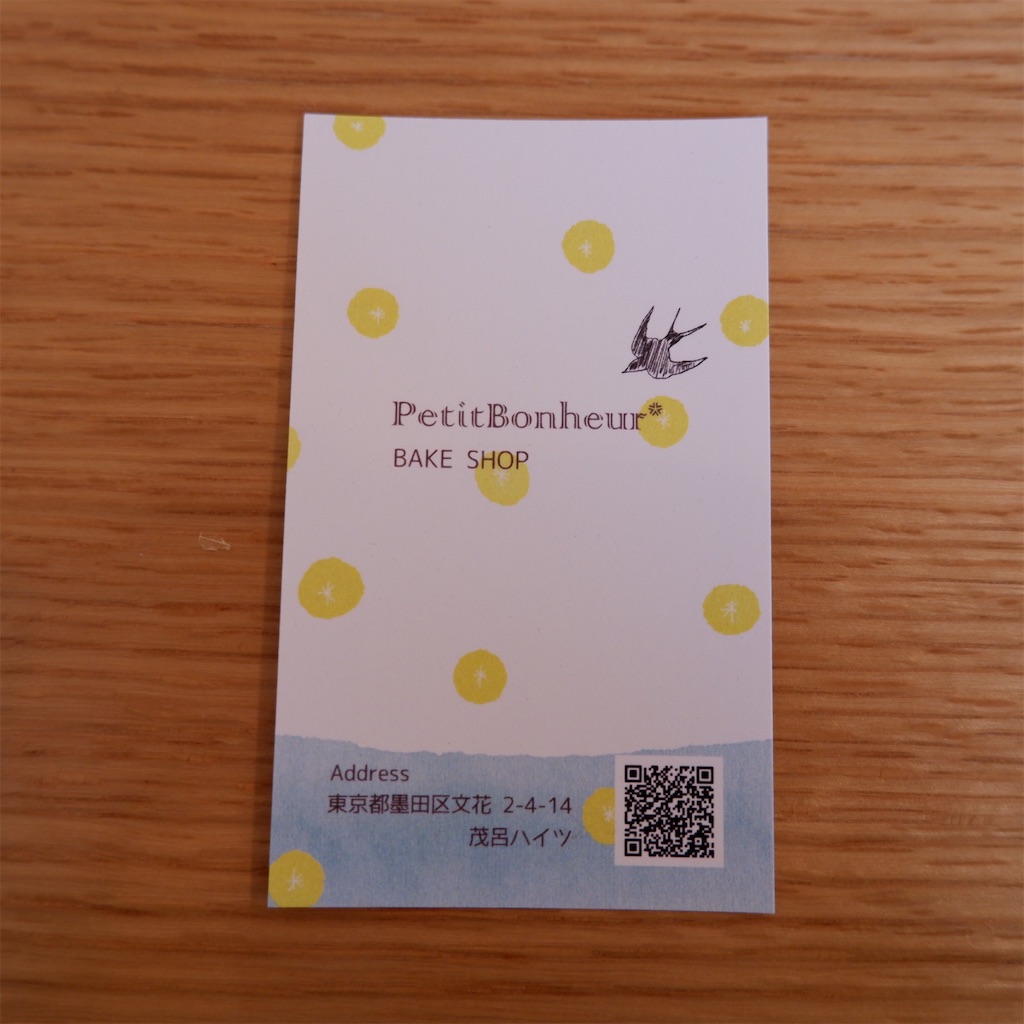 PetitBonheur*
BAKE SHOP
Address
東京都墨田区文花 2-4-14
茂呂ハイツ